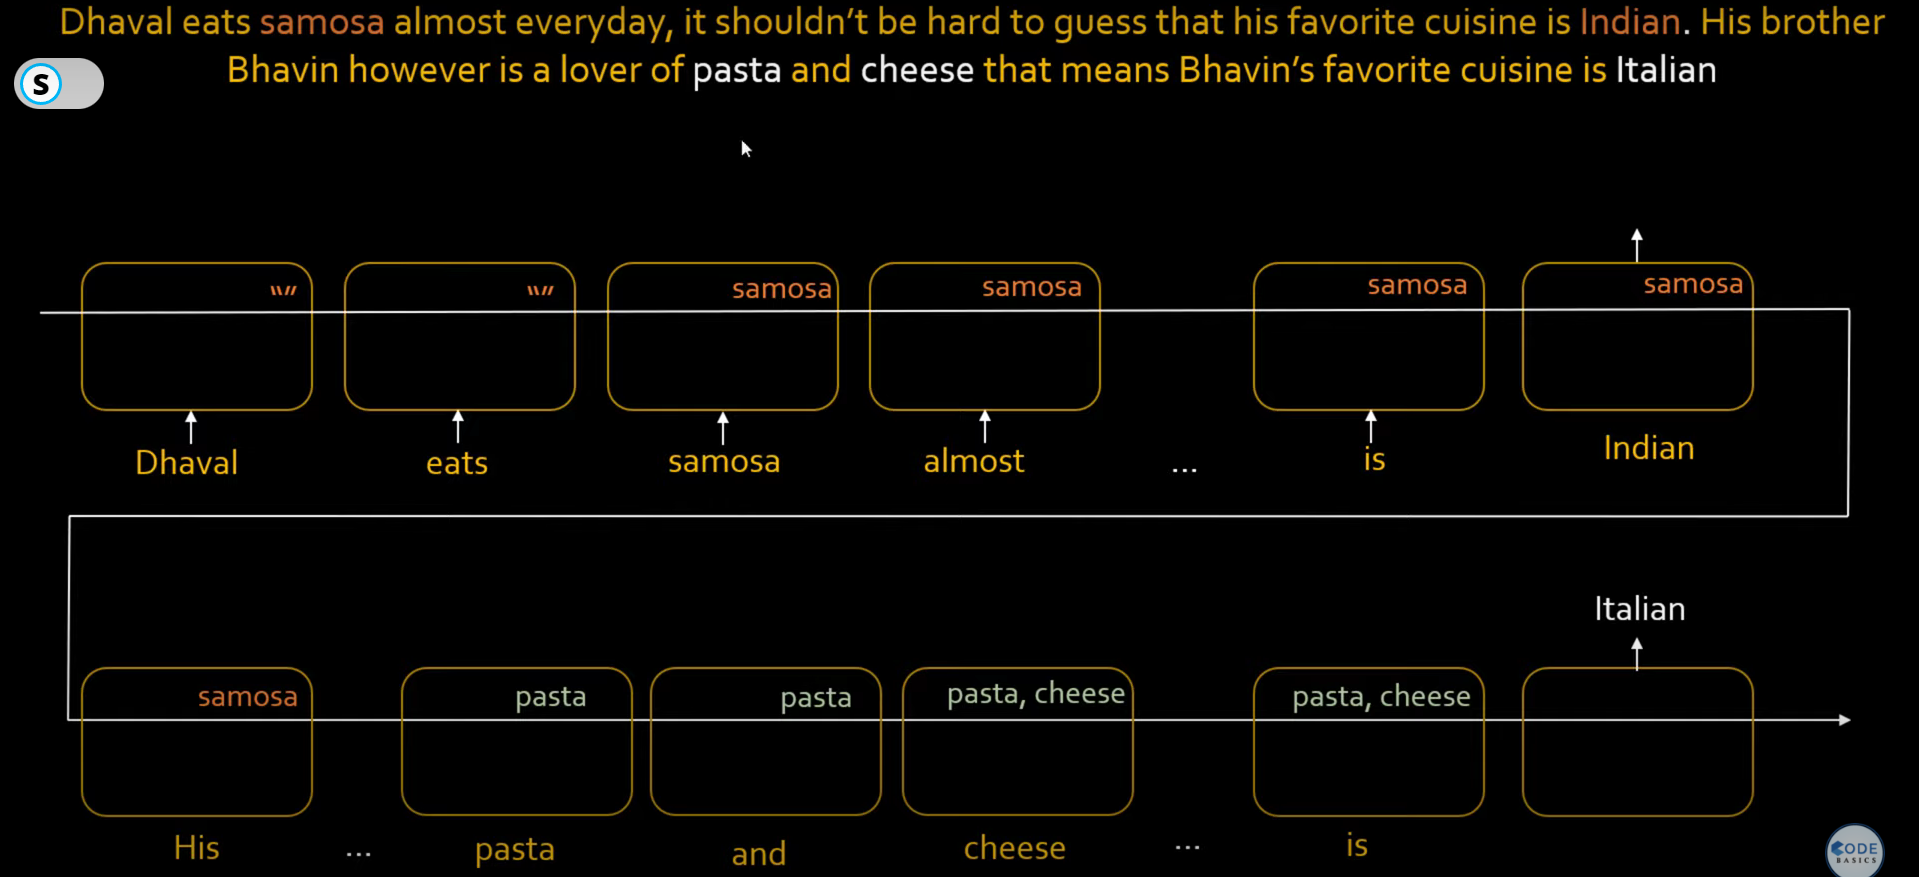 Dhaval eats samosa almost everyday, it shouldn't be hard to guess that his favorite cuisine is Indian. His brother
Bhavin however is a lover of pasta and cheese that means Bhavin's favorite cuisine is Italian
S
"" "" samosa samosa samosa samosa
Dhaval eats samosa almost ... is Indian
Italian
samosa pasta pasta pasta, cheese pasta, cheese
His ... pasta and cheese ... is
CODE
BASICS